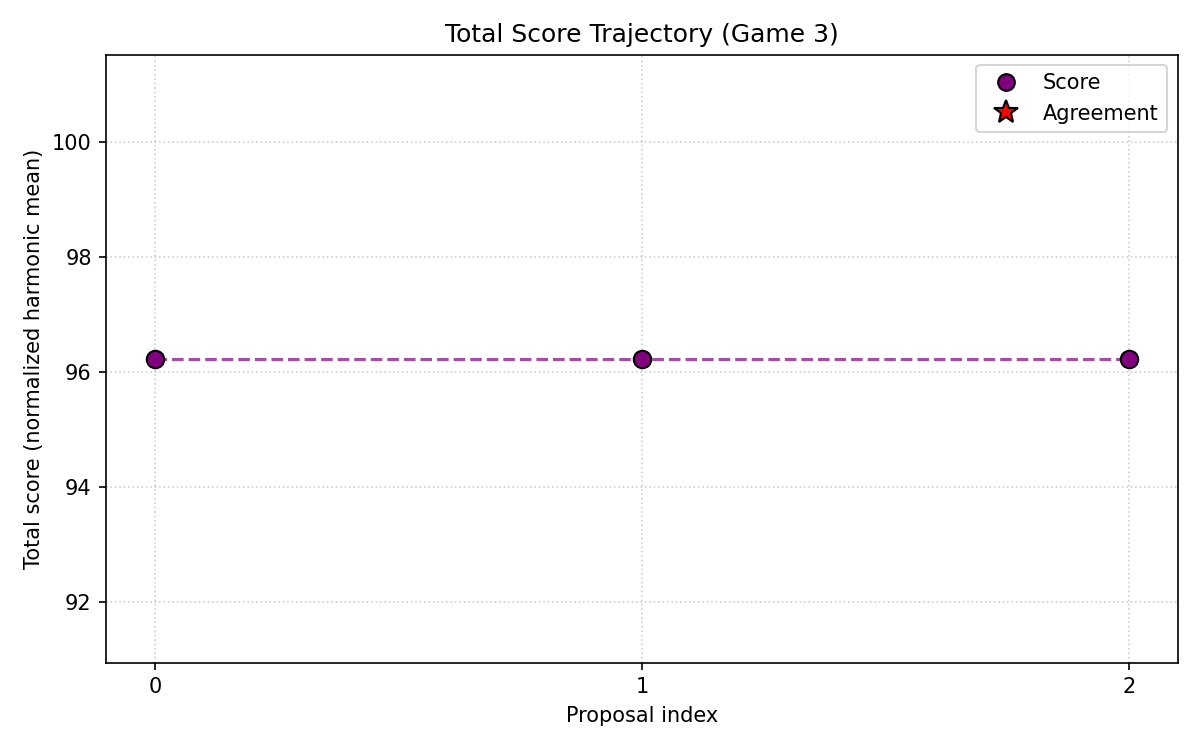 Total Score Trajectory (Game 3)
Score
Agreement
Total score (normalized harmonic mean)
100
98
96
94
92
0 1 2
Proposal index